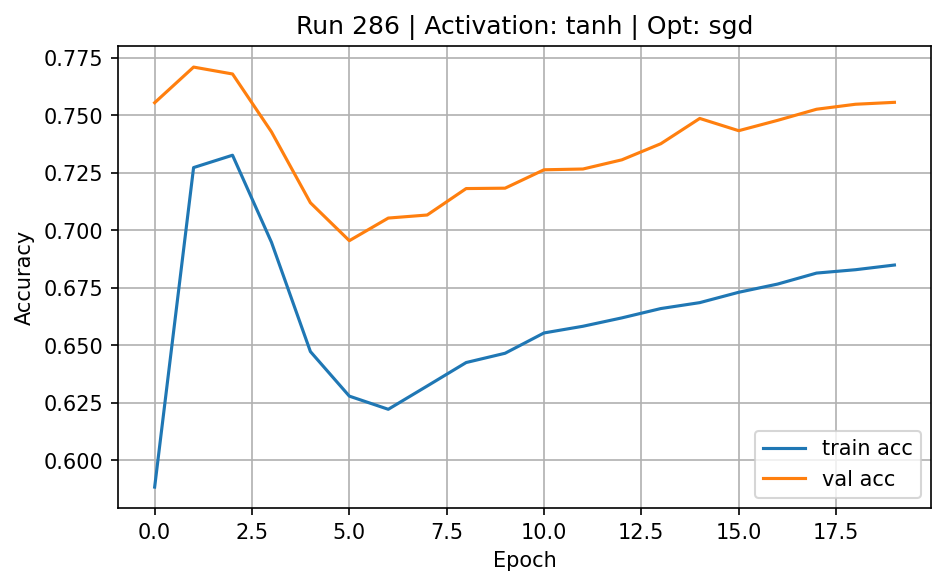 Run 286 | Activation: tanh | Opt: sgd
0.775
0.750
0.725
0.700
0.675
0.650
0.625
0.600
Accuracy
train acc
val acc
0.0 2.5 5.0 7.5 10.0 12.5 15.0 17.5
Epoch